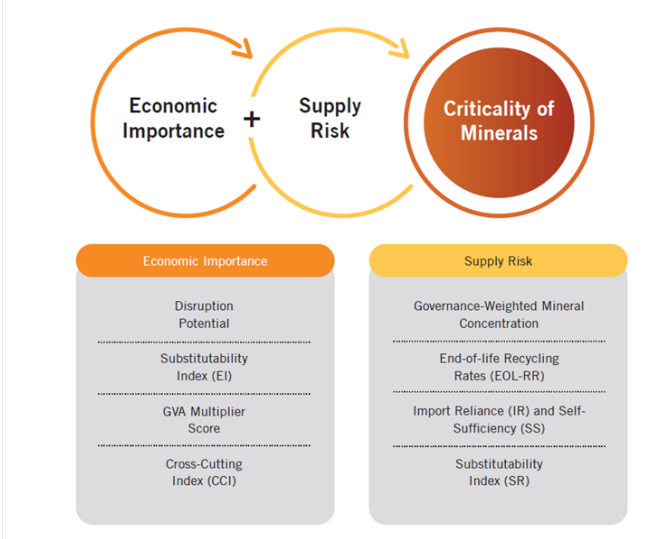 Economic
Importance
+
Supply
Risk
Criticality of
Minerals
Economic Importance
Disruption
Potential
Substitutability
Index (EI)
GVA Multiplier
Score
Cross-Cutting
Index (CCI)
Supply Risk
Governance-Weighted Mineral
Concentration
End-of-life Recycling
Rates (EOL-RR)
Import Reliance (IR) and Self-
Sufficiency (SS)
Substitutability
Index (SR)